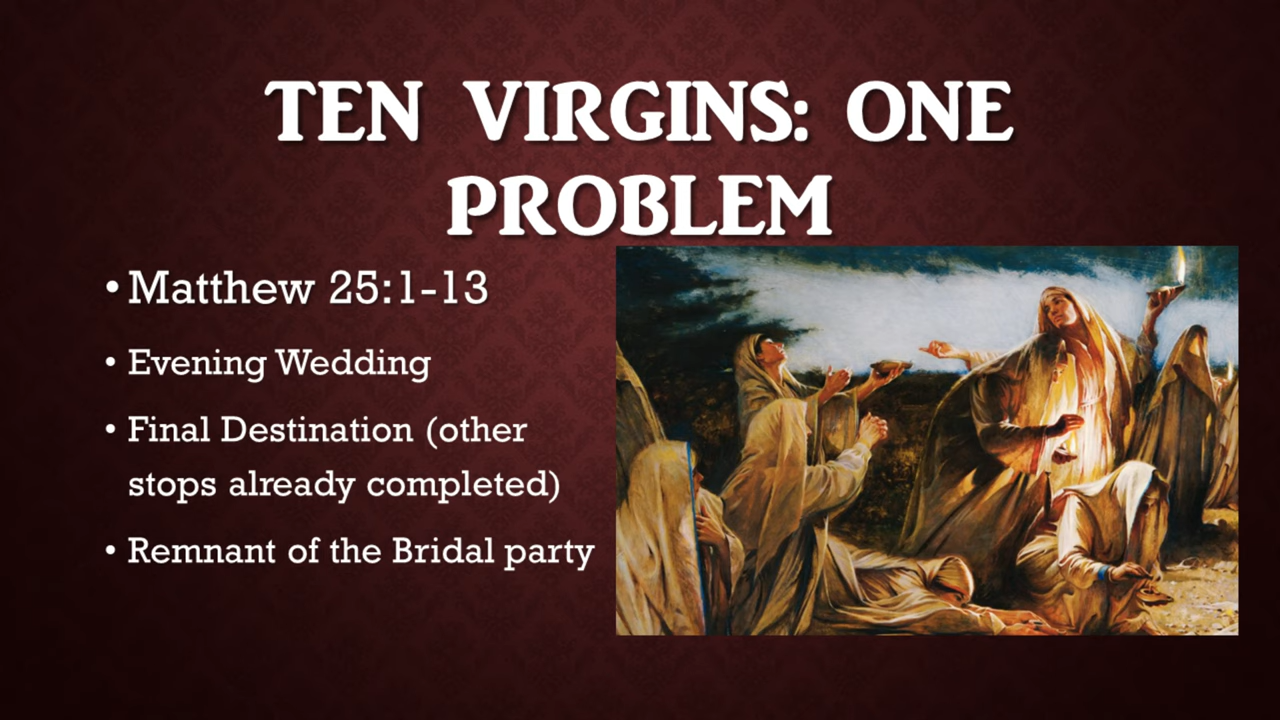 TEN VIRGINS: ONE
PROBLEM
• Matthew 25:1-13
• Evening Wedding
• Final Destination (other
stops already completed)
• Remnant of the Bridal party